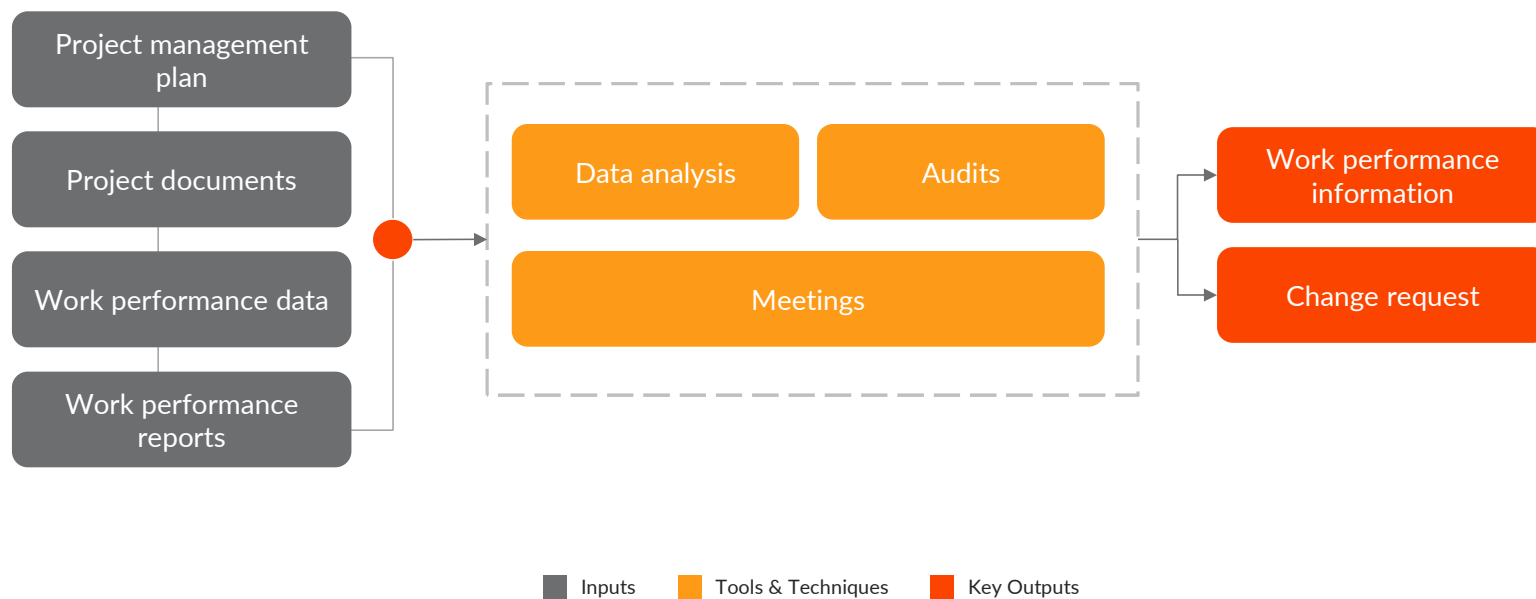 Project management
plan
Project documents
Work performance data
Work performance
reports
Data analysis
Audits
Meetings
Work performance
information
Change request
Inputs
Tools & Techniques
Key Outputs